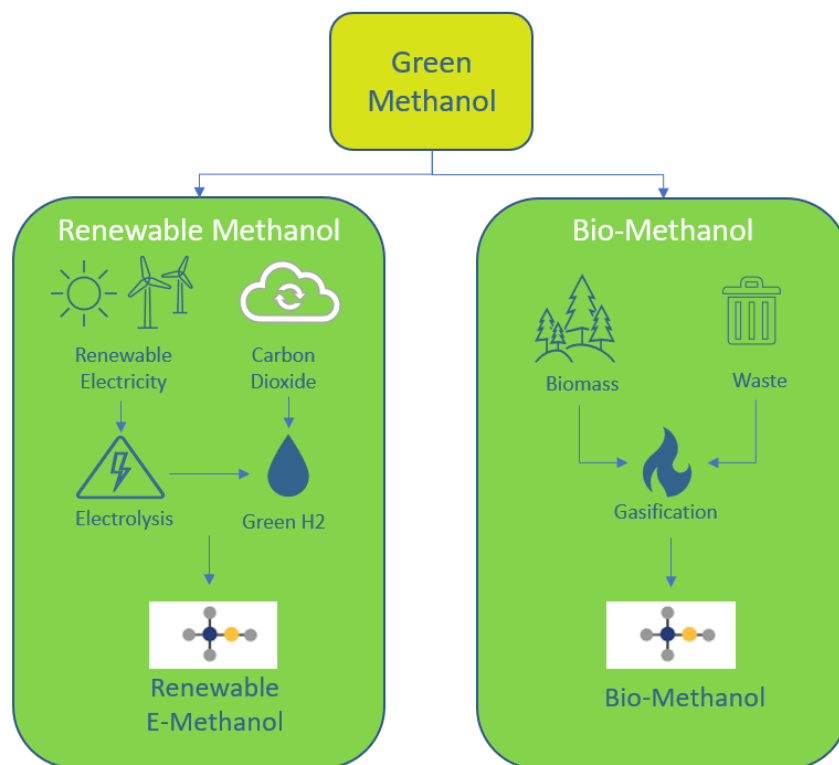 Green
Methanol
Renewable Methanol
Renewable
Electricity
Carbon
Dioxide
Electrolysis
Green H2
Renewable
E-Methanol
Bio-Methanol
Biomass
Waste
Gasification
Bio-Methanol